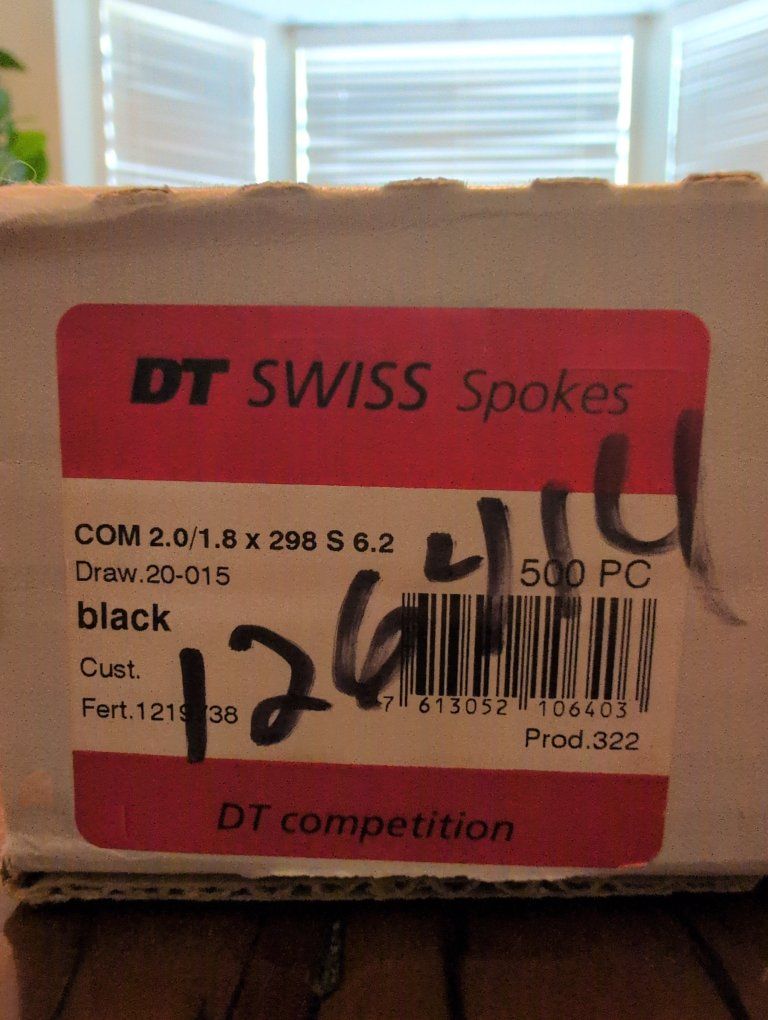 DT SWISS Spokes
COM 2.0/1.8 x 298 S 6.2
Draw.20-015
500 PC
black
Cust.
7 613052 106403
Prod.322
126414
DT competition